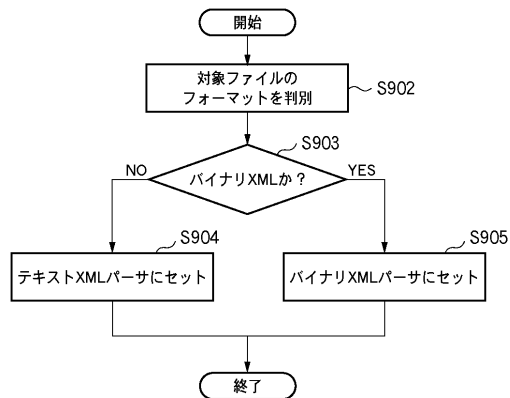 開始
対象ファイルの
フォーマットを判別
S902
S903
NO
YES
バイナリXMLか？
S904
S905
テキストXMLパーサにセット
バイナリXMLパーサにセット
終了